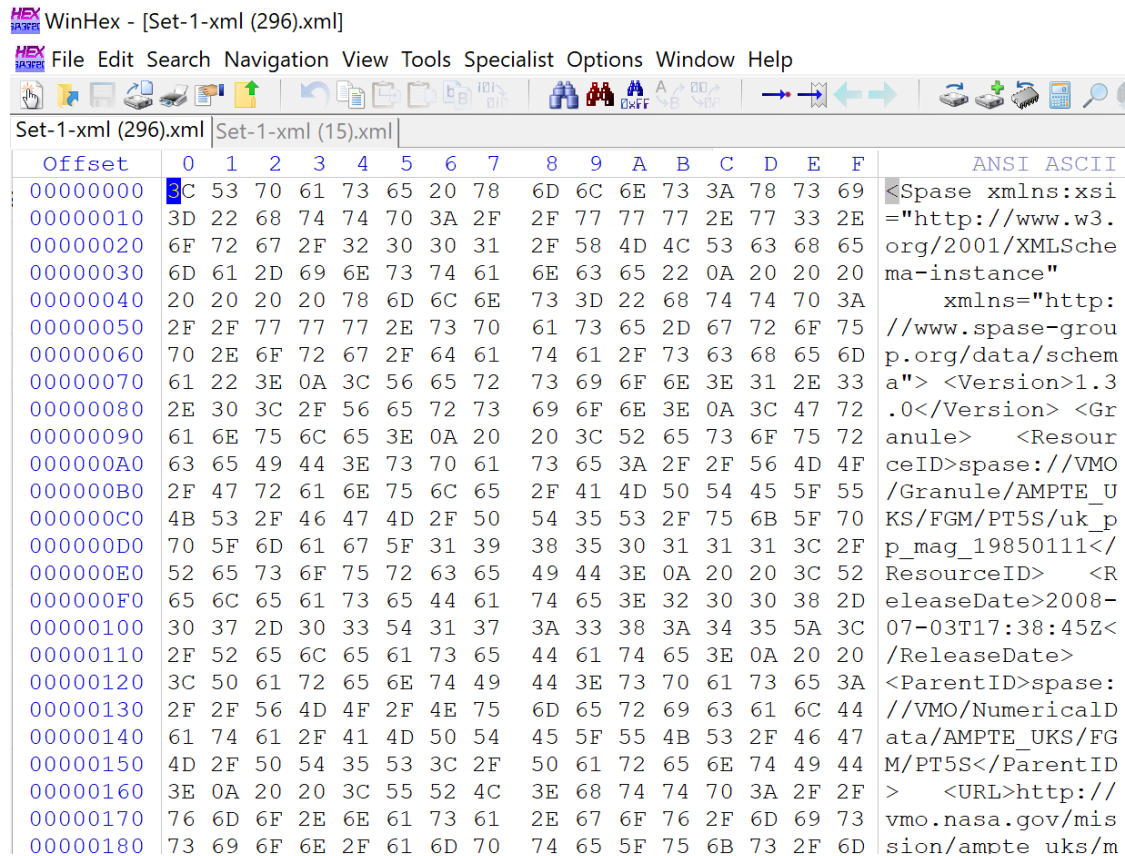 WinHex - [Set-1-xml (296).xml]
File Edit Search Navigation View Tools Specialist Options Window Help
Set-1-xml (296).xml Set-1-xml (15).xml
Offset 0 1 2 3 4 5 6 7 8 9 A B C D E F ANSI ASCII
00000000 3C 53 70 61 73 65 20 78 6D 6C 6E 73 3A 78 73 69 <Spase xmlns:xsi
00000010 3D 22 68 74 74 70 3A 2F 2F 77 77 77 2E 77 33 2E ="http://www.w3.
00000020 6F 72 67 2F 32 30 30 31 2F 58 4D 4C 53 63 68 65 org/2001/XMLSche
00000030 6D 61 2D 69 6E 73 74 61 6E 63 65 22 0A 20 20 20 ma-instance"
00000040 20 20 20 20 78 6D 6C 6E 73 3D 22 68 74 74 70 3A xmlns="http:
00000050 2F 2F 77 77 77 2E 73 70 61 73 65 2D 67 72 6F 75 //www.spase-grou
00000060 70 2E 6F 72 67 2F 64 61 74 61 2F 73 63 68 65 6D p.org/data/schem
00000070 61 22 3E 0A 3C 56 65 72 73 69 6F 6E 3E 31 2E 33 a"> <Version>1.3
00000080 2E 30 3C 2F 56 65 72 73 69 6F 6E 3E 0A 3C 47 72 .0</Version> <Gr
00000090 61 6E 75 6C 65 3E 0A 20 20 3C 52 65 73 6F 75 72 anule> <Resour
000000A0 63 65 49 44 3E 73 70 61 73 65 3A 2F 2F 56 4D 4F ceID>spase://VMO
000000B0 2F 47 72 61 6E 75 6C 65 2F 41 4D 50 54 45 5F 55 /Granule/AMPTE_U
000000C0 4B 53 2F 46 47 4D 2F 50 54 35 53 2F 75 6B 5F 70 KS/FGM/PT5S/uk_p
000000D0 70 5F 6D 61 67 5F 31 39 38 35 30 31 31 31 3C 2F p_mag_19850111</
000000E0 52 65 73 6F 75 72 63 65 49 44 3E 0A 20 20 3C 52 ResourceID> <R
000000F0 65 6C 65 61 73 65 44 61 74 65 3E 32 30 30 38 2D eleaseDate>2008-
00000100 30 37 2D 30 33 54 31 37 3A 33 38 3A 34 35 5A 3C 07-03T17:38:45Z<
00000110 2F 52 65 6C 65 61 73 65 44 61 74 65 3E 0A 20 20 /ReleaseDate>
00000120 3C 50 61 72 65 6E 74 49 44 3E 73 70 61 73 65 3A <ParentID>spase:
00000130 2F 2F 56 4D 4F 2F 4E 75 6D 65 72 69 63 61 6C 44 //VMO/NumericalD
00000140 61 74 61 2F 41 4D 50 54 45 5F 55 4B 53 2F 46 47 ata/AMPTE_UKS/FG
00000150 4D 2F 50 54 35 53 3C 2F 50 61 72 65 6E 74 49 44 M/PT5S</ParentID
00000160 3E 0A 20 20 3C 55 52 4C 3E 68 74 74 70 3A 2F 2F > <URL>http://
00000170 76 6D 6F 2E 6E 61 73 61 2E 67 6F 76 2F 6D 69 73 vmo.nasa.gov/mis
00000180 73 69 6F 6E 2F 61 6D 70 74 65 5F 75 6B 73 2F 6D sion/ampte_uks/m